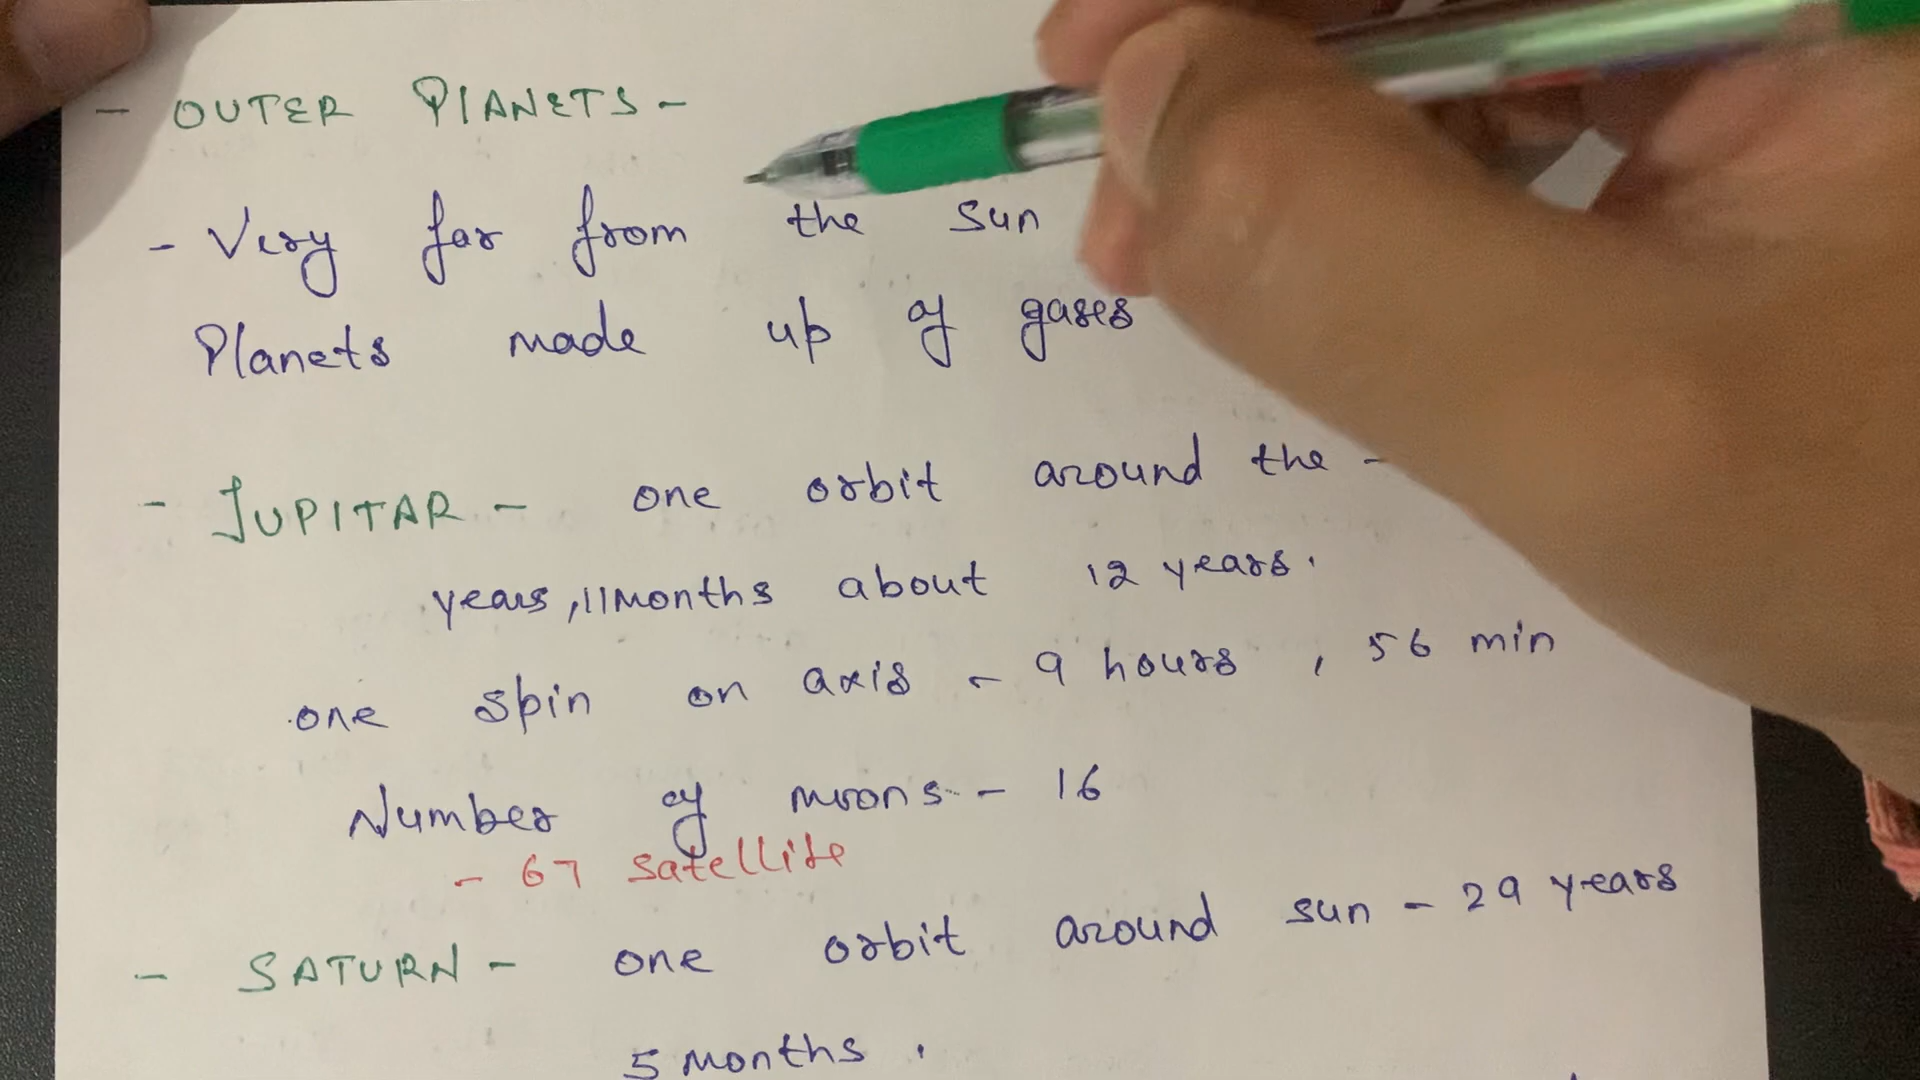 - OUTER PlANETS -
- Very far from the sun
Planets made up of gases
- JUPITAR - one orbit around the -
years, 11 months about 12 years.
one spin on axis - 9 hours, 56 min
Number of moons - 16
- 67 satellite
- SATURN - one orbit around sun - 29 years
5 months.